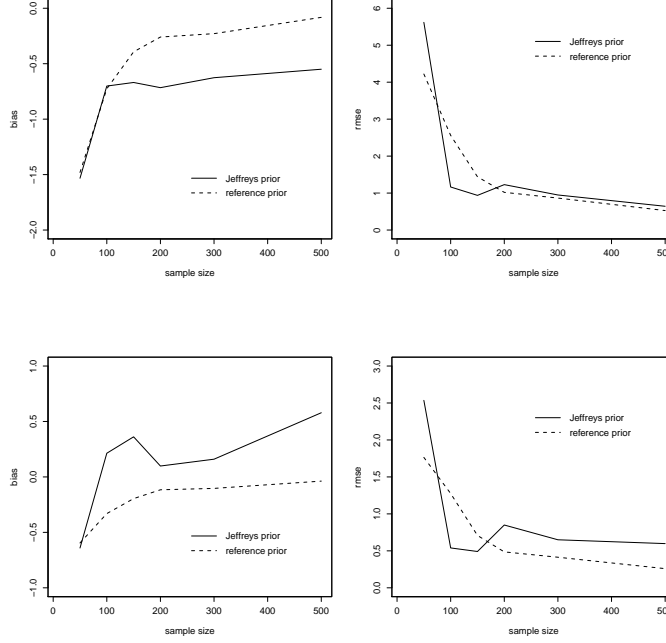 0.0
−0.5
−1.0
−1.5
−2.0
bias
Jeffreys prior
reference prior
0 100 200 300 400 500
sample size
6
5
4
3
2
1
0
rmse
Jeffreys prior
reference prior
0 100 200 300 400
sample size
1.0
0.5
0.0
−0.5
−1.0
bias
Jeffreys prior
reference prior
0 100 200 300 400 500
sample size
3.0
2.5
2.0
1.5
1.0
0.5
0.0
rmse
Jeffreys prior
reference prior
0 100 200 300 400
sample size